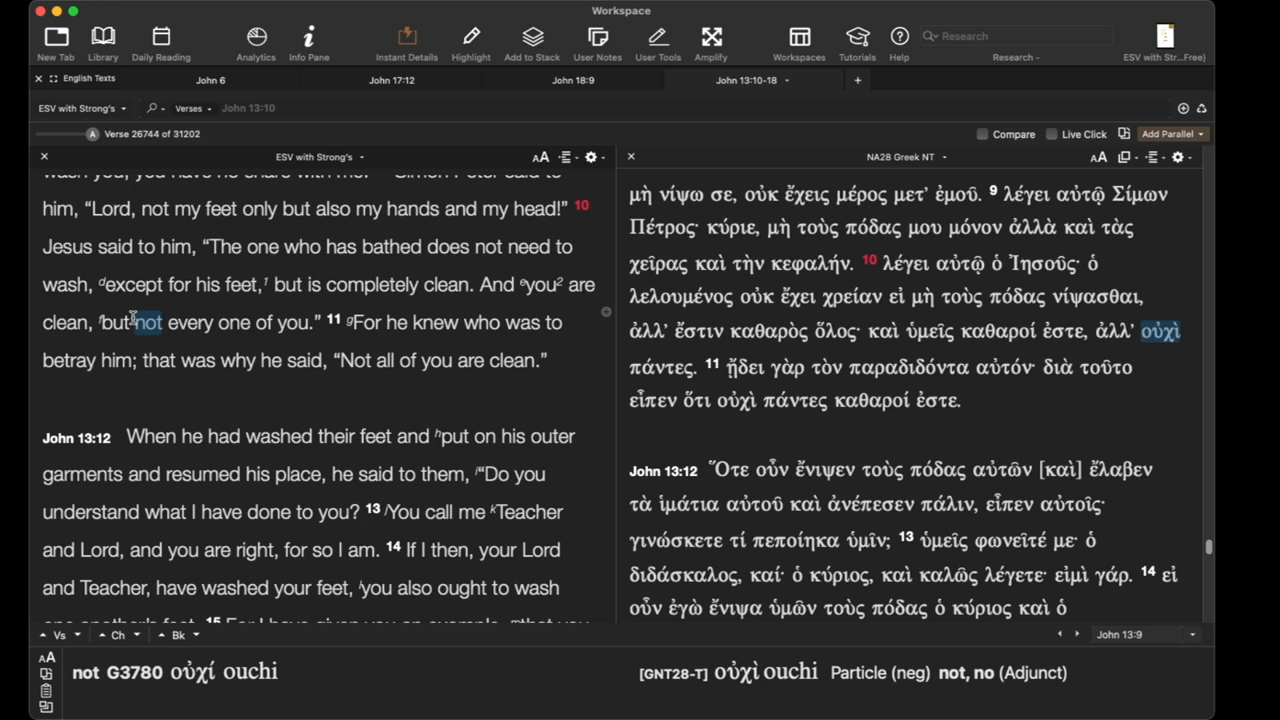 Workspace
New Tab Library Daily Reading Analytics Info Pane Instant Details Highlight Add to Stack User Notes User Tools Amplify Workspaces Tutorials Help Research - ESV with Str...Free)
Research
English Texts John 6 John 17:12 John 18:9 John 13:10-18 +
ESV with Strong's Verses John 13:10
A Verse 26744 of 31202 Compare Live Click Add Parallel
ESV with Strong's
him, “Lord, not my feet only but also my hands and my head!” 10
Jesus said to him, “The one who has bathed does not need to
wash, dexcept for his feet,1 but is completely clean. And eyou2 are
clean, fbut not every one of you.” 11 gFor he knew who was to
betray him; that was why he said, “Not all of you are clean.”
John 13:12 When he had washed their feet and hput on his outer
garments and resumed his place, he said to them, i“Do you
understand what I have done to you? 13 jYou call me kTeacher
and Lord, and you are right, for so I am. 14 If I then, your Lord
and Teacher, have washed your feet, lyou also ought to wash
NA28 Greek NT
μὴ νίψω σε, οὐκ ἔχεις μέρος μετ’ ἐμοῦ. 9 λέγει αὐτῷ Σίμων
Πέτρος· κύριε, μὴ τοὺς πόδας μου μόνον ἀλλὰ καὶ τὰς
χεῖρας καὶ τὴν κεφαλήν. 10 λέγει αὐτῷ ὁ Ἰησοῦς· ὁ
λελουμένος οὐκ ἔχει χρείαν εἰ μὴ τοὺς πόδας νίψασθαι,
ἀλλ’ ἔστιν καθαρὸς ὅλος· καὶ ὑμεῖς καθαροί ἐστε, ἀλλ’ οὐχὶ
πάντες. 11 ᾔδει γὰρ τὸν παραδιδόντα αὐτόν· διὰ τοῦτο
εἶπεν ὅτι οὐχὶ πάντες καθαροί ἐστε.
John 13:12 Ὅτε οὖν ἔνιψεν τοὺς πόδας αὐτῶν [καὶ] ἔλαβεν
τὰ ἱμάτια αὐτοῦ καὶ ἀνέπεσεν πάλιν, εἶπεν αὐτοῖς·
γινώσκετε τί πεποίηκα ὑμῖν; 13 ὑμεῖς φωνεῖτέ με· ὁ
διδάσκαλος, καί· ὁ κύριος, καὶ καλῶς λέγετε· εἰμὶ γάρ. 14 εἰ
οὖν ἐγὼ ἔνιψα ὑμῶν τοὺς πόδας ὁ κύριος καὶ ὁ
Vs Ch Bk John 13:9
not G3780 οὐχί ouchi
[GNT28-T] οὐχὶ ouchi Particle (neg) not, no (Adjunct)